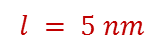 l = 5 nm